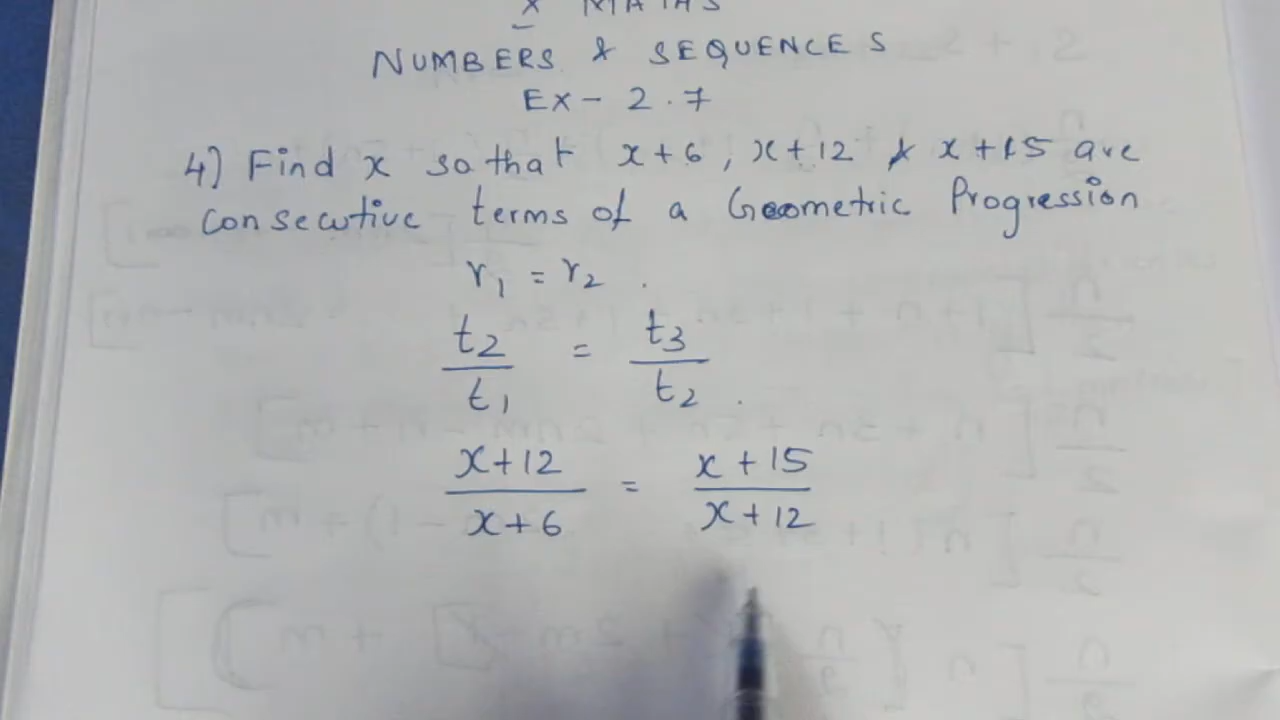 X MATHS
NUMBERS & SEQUENCES
Ex - 2.7
4) Find x so that x+6, x+12 & x+15 are
consecutive terms of a Geometric Progression
r₁ = r₂ .
t₂/t₁ = t₃/t₂ .
x+12/x+6 = x+15/x+12